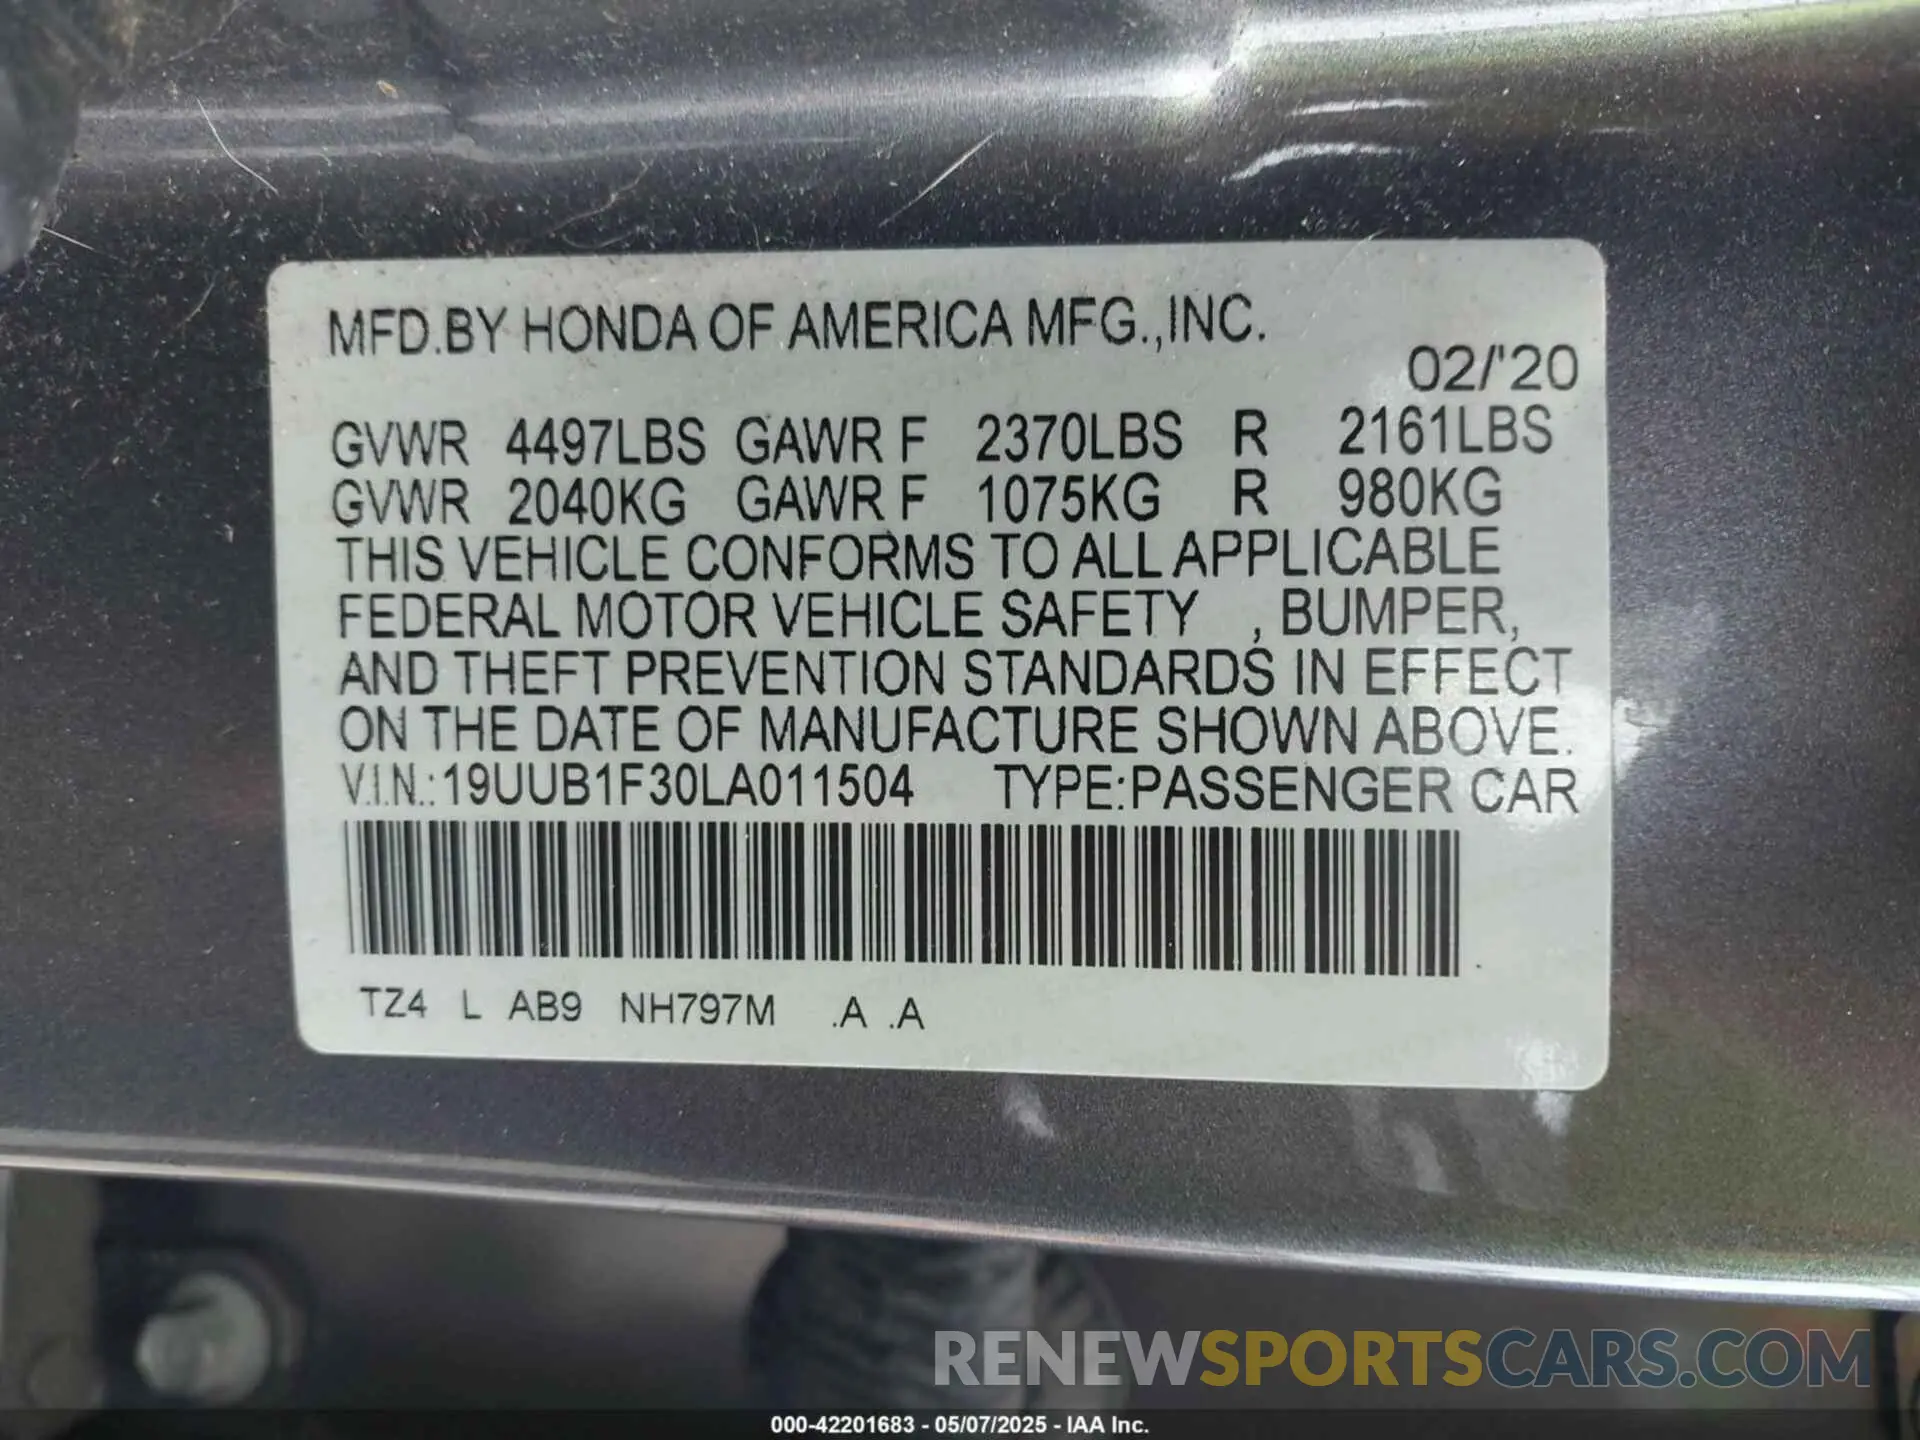 MFD.BY HONDA OF AMERICA MFG.,INC.
02/'20
GVWR 4497LBS GAWR F 2370LBS R 2161LBS
GVWR 2040KG GAWR F 1075KG R 980KG
THIS VEHICLE CONFORMS TO ALL APPLICABLE
FEDERAL MOTOR VEHICLE SAFETY , BUMPER,
AND THEFT PREVENTION STANDARDS IN EFFECT
ON THE DATE OF MANUFACTURE SHOWN ABOVE.
V.I.N.:19UUB1F30LA011504 TYPE:PASSENGER CAR
TZ4 L AB9 NH797M .A .A
RENEWSPORTSCARS.COM
000-42201683 - 05/07/2025 - IAA Inc.